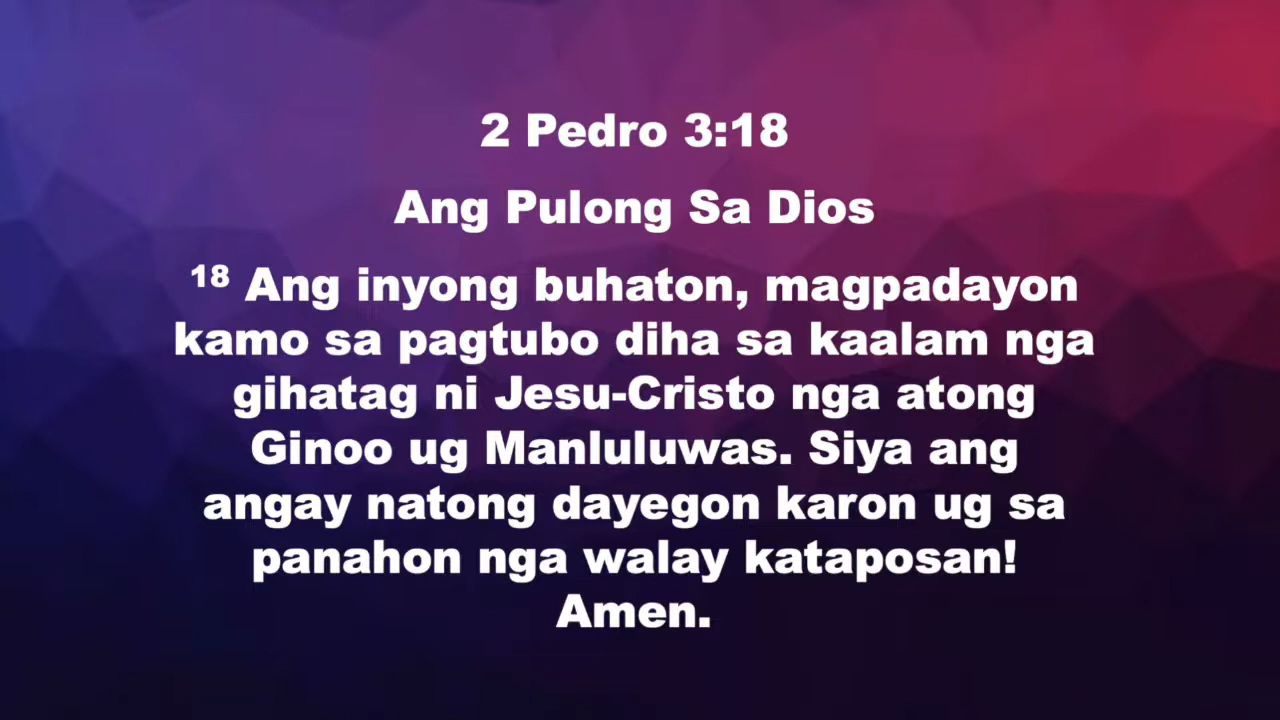 2 Pedro 3:18
Ang Pulong Sa Dios
18 Ang inyong buhaton, magpadayon
kamo sa pagtubo diha sa kaalam nga
gihatag ni Jesu-Cristo nga atong
Ginoo ug Manluluwas. Siya ang
angay natong dayegon karon ug sa
panahon nga walay kataposan!
Amen.